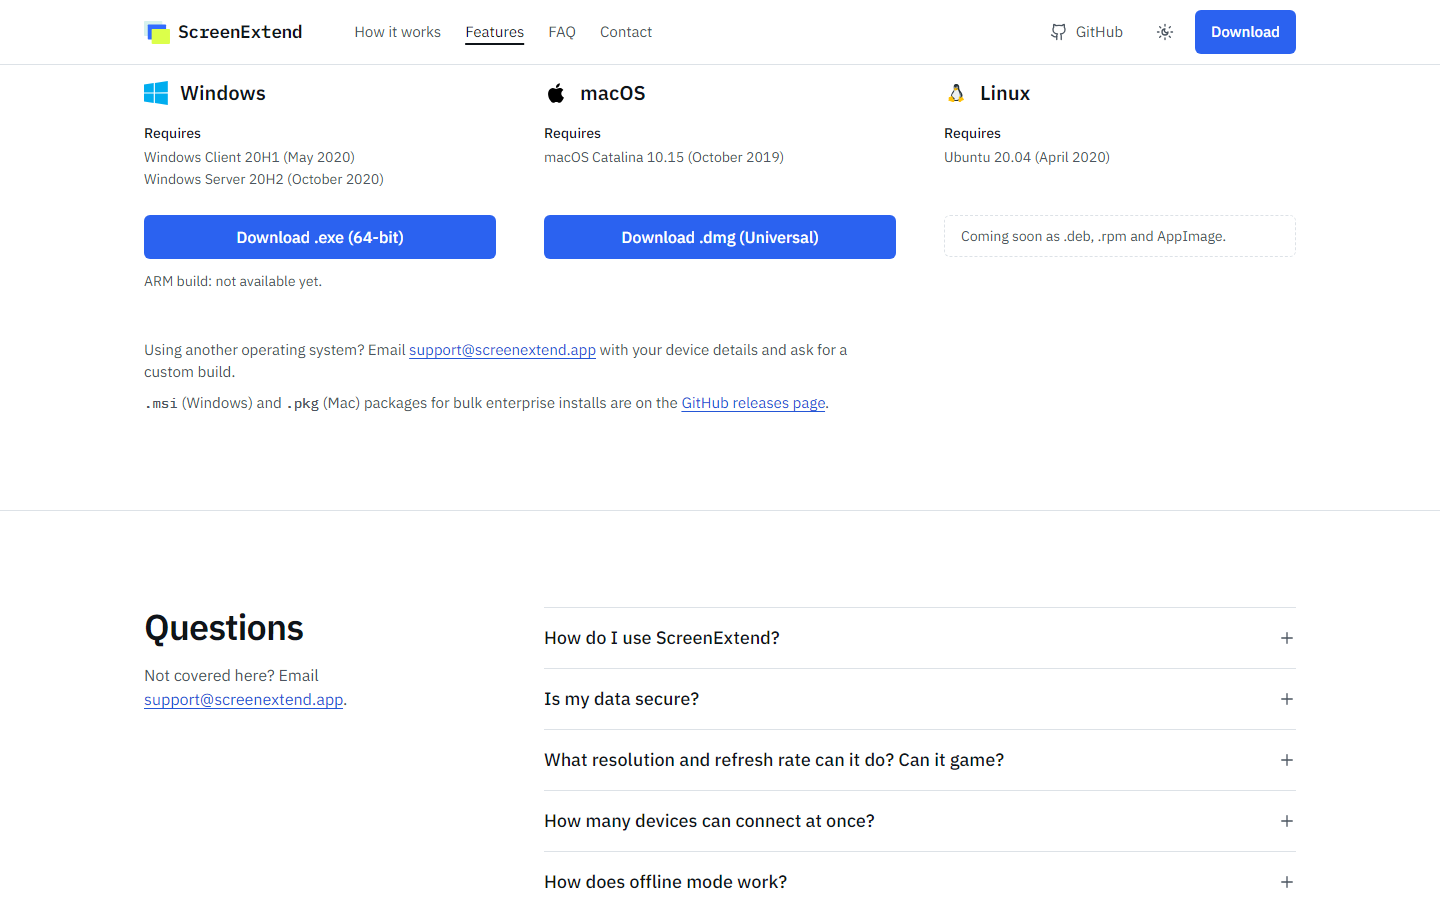 ScreenExtend
How it works
Features
FAQ
Contact
GitHub
Download
Windows
Requires
Windows Client 20H1 (May 2020)
Windows Server 20H2 (October 2020)
Download .exe (64-bit)
ARM build: not available yet.
macOS
Requires
macOS Catalina 10.15 (October 2019)
Download .dmg (Universal)
Linux
Requires
Ubuntu 20.04 (April 2020)
Coming soon as .deb, .rpm and AppImage.
Using another operating system? Email support@screenextend.app with your device details and ask for a
custom build.
.msi (Windows) and .pkg (Mac) packages for bulk enterprise installs are on the GitHub releases page.
Questions
Not covered here? Email
support@screenextend.app.
How do I use ScreenExtend?
Is my data secure?
What resolution and refresh rate can it do? Can it game?
How many devices can connect at once?
How does offline mode work?